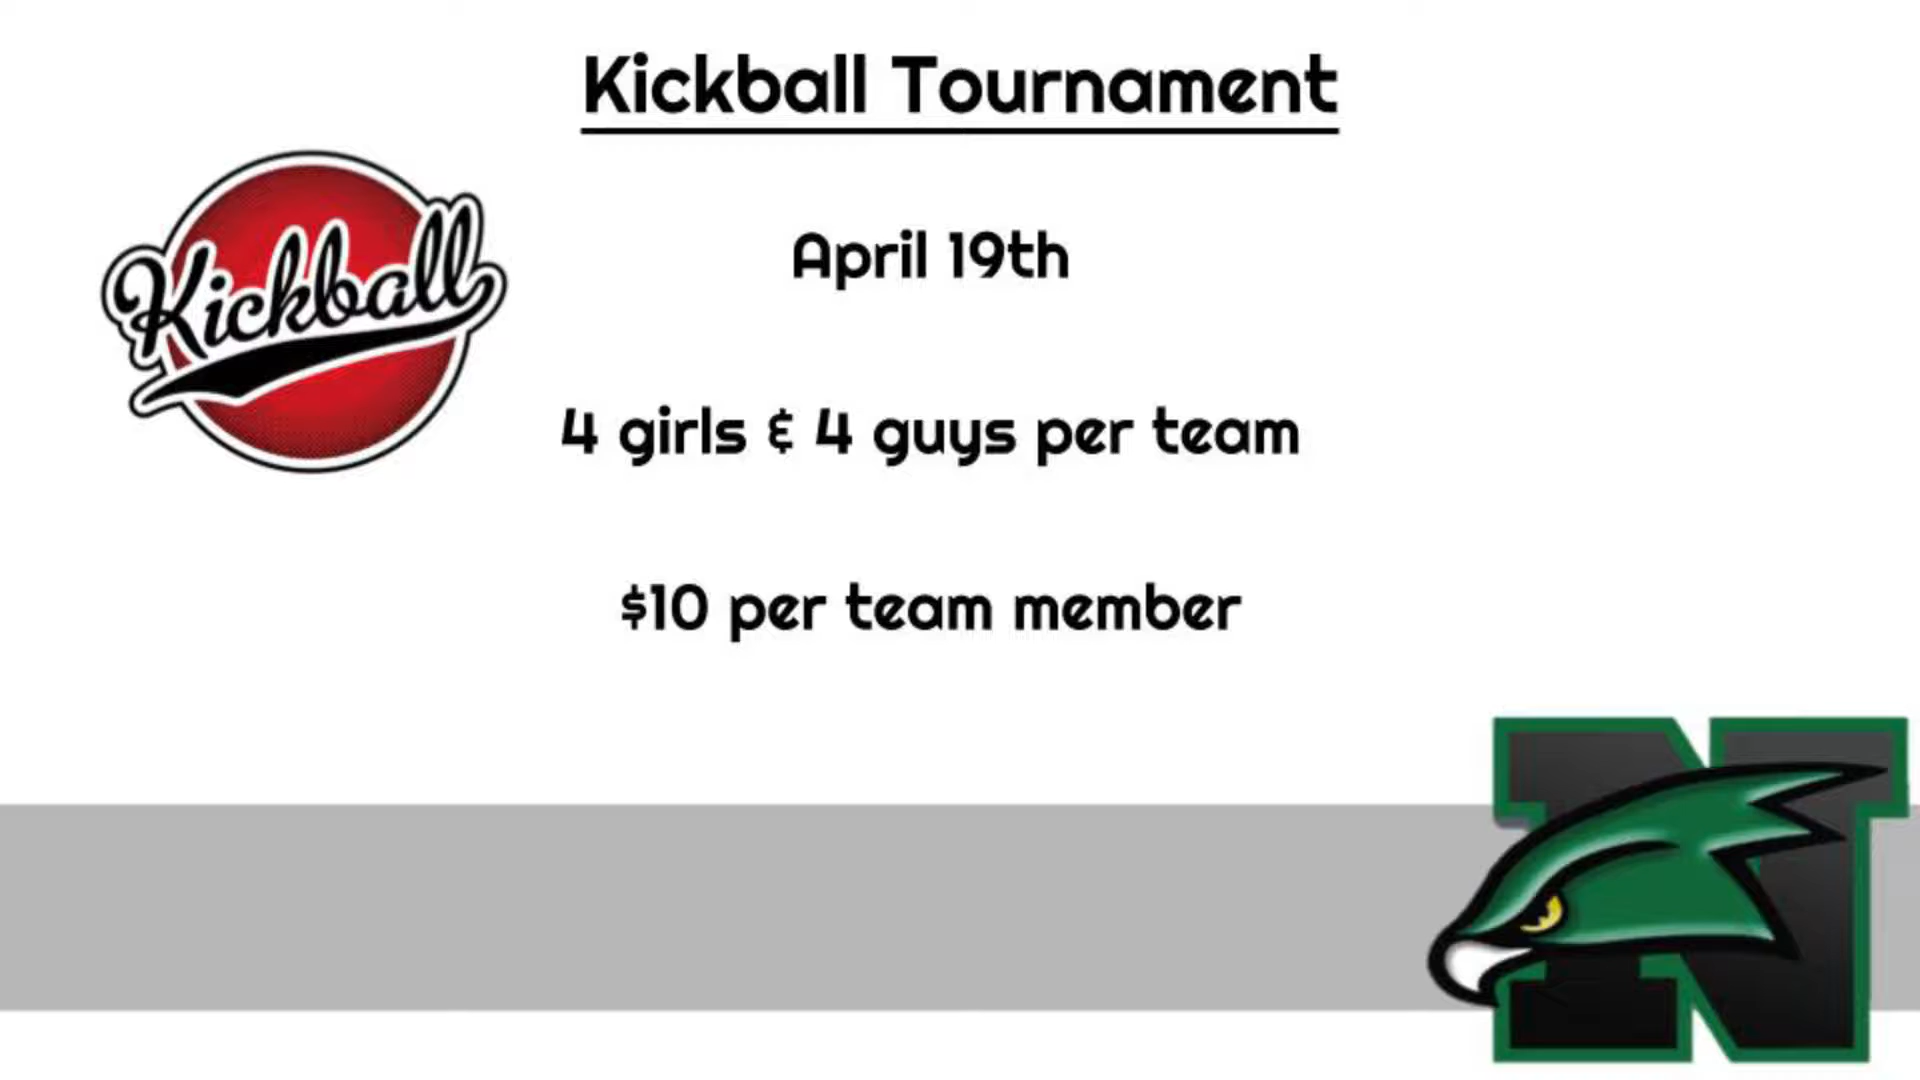 Kickball Tournament
Kickball
April 19th
4 girls & 4 guys per team
$10 per team member
N